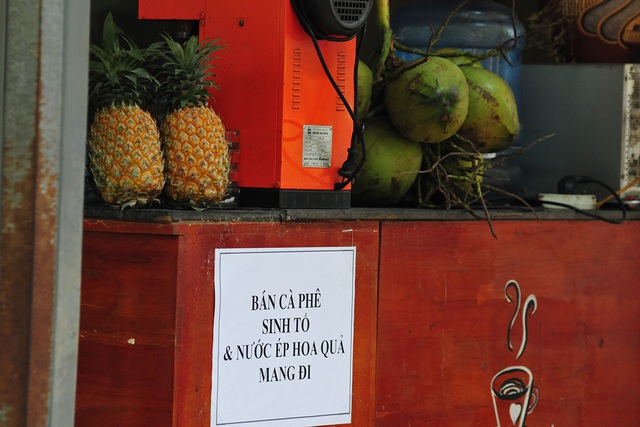 BÁN CÀ PHÊ
SINH TỐ
& NƯỚC ÉP HOA QUẢ
MANG ĐI